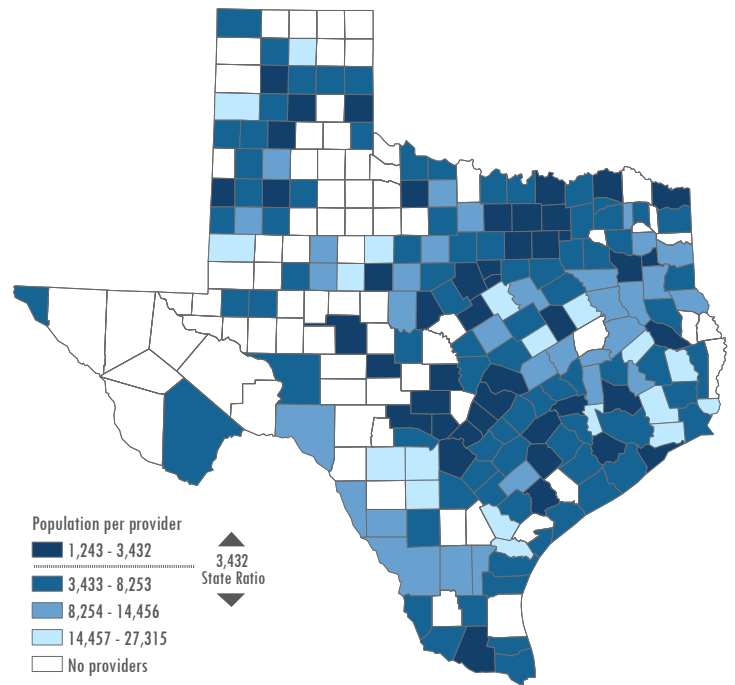 Population per provider
1,243 - 3,432
3,433 - 8,253
8,254 - 14,456
14,457 - 27,315
No providers
3,432
State Ratio